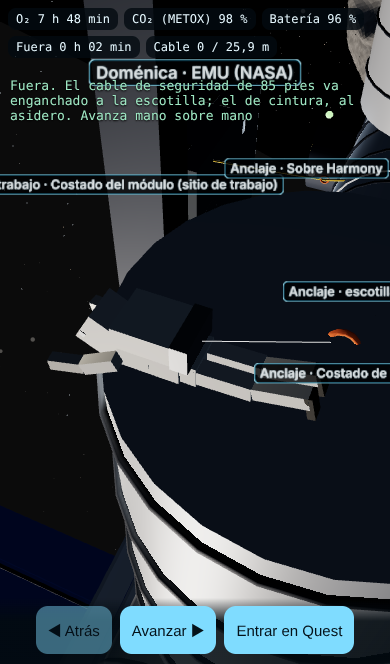 O₂ 7 h 48 min
CO₂ (METOX) 98 %
Batería 96 %
Fuera 0 h 02 min
Cable 0 / 25,9 m
Doménica · EMU (NASA)
Fuera. El cable de seguridad de 85 pies va
enganchado a la escotilla; el de cintura, al
asidero. Avanza mano sobre mano
Anclaje · Sobre Harmony
trabajo · Costado del módulo (sitio de trabajo)
Anclaje · escotill
Anclaje · Costado de
◀ Atrás
Avanzar ▶
Entrar en Quest